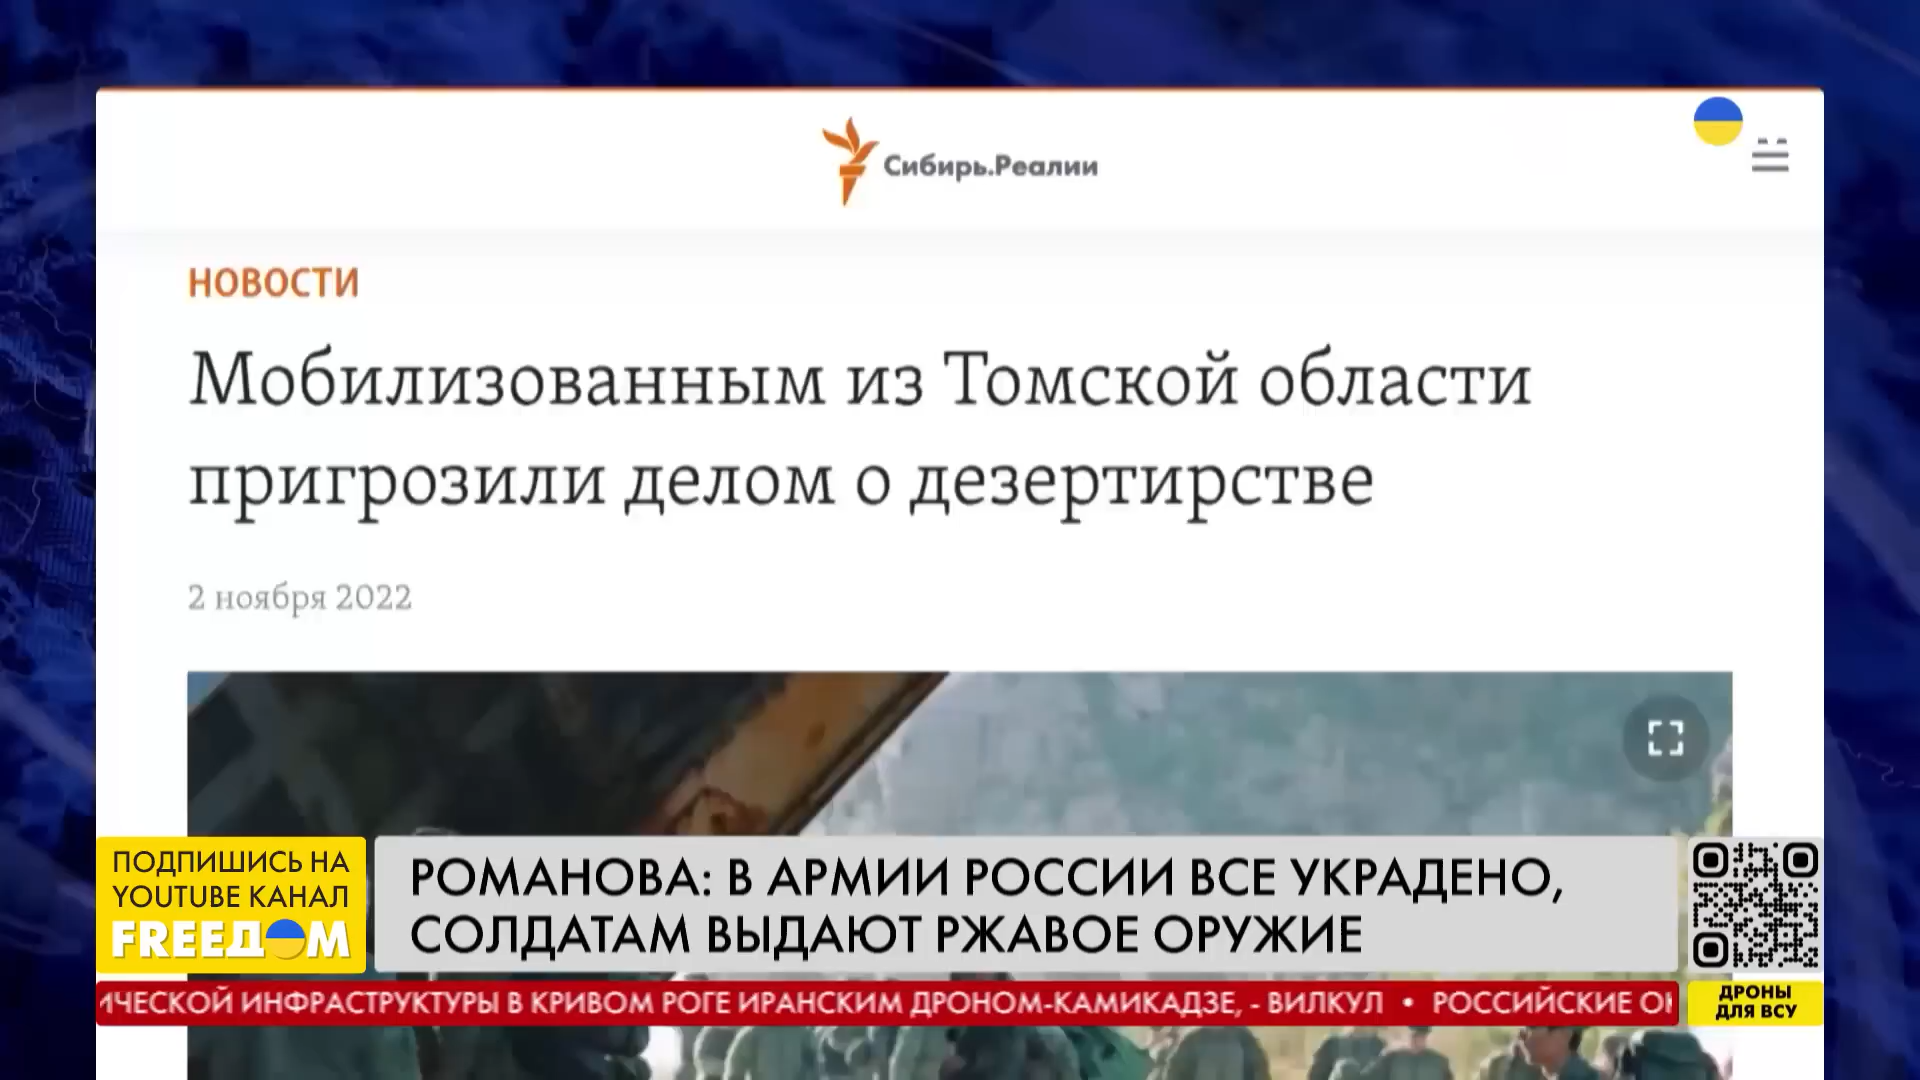 Сибирь.Реалии
НОВОСТИ
Мобилизованным из Томской области
пригрозили делом о дезертирстве
2 ноября 2022
ПОДПИШИСЬ НА
YOUTUBE КАНАЛ
FREEДОМ
РОМАНОВА: В АРМИИ РОССИИ ВСЕ УКРАДЕНО,
СОЛДАТАМ ВЫДАЮТ РЖАВОЕ ОРУЖИЕ
ИЧЕСКОЙ ИНФРАСТРУКТУРЫ В КРИВОМ РОГЕ ИРАНСКИМ ДРОНОМ-КАМИКАДЗЕ, - ВИЛКУЛ • РОССИЙСКИЕ
ДРОНЫ
ДЛЯ ВСУ